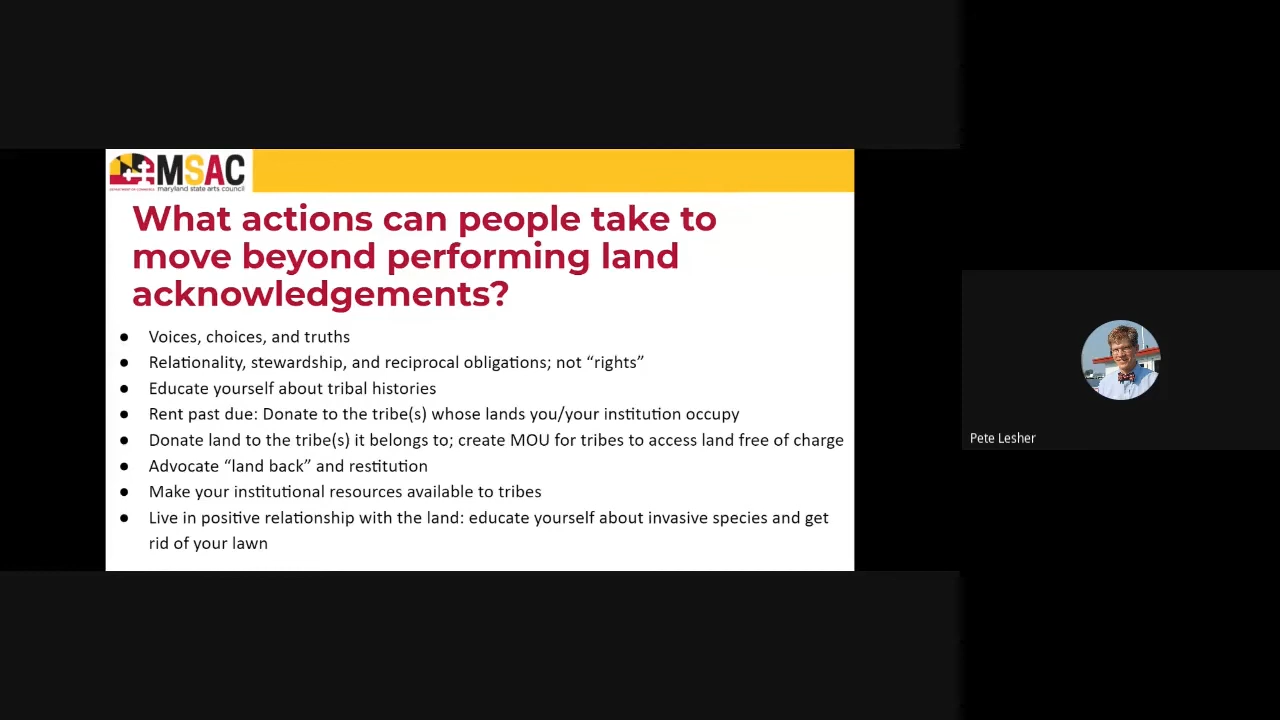 MSAC
DEPARTMENT OF COMMERCE maryland state arts council
What actions can people take to
move beyond performing land
acknowledgements?
● Voices, choices, and truths
● Relationality, stewardship, and reciprocal obligations; not “rights”
● Educate yourself about tribal histories
● Rent past due: Donate to the tribe(s) whose lands you/your institution occupy
● Donate land to the tribe(s) it belongs to; create MOU for tribes to access land free of charge
● Advocate “land back” and restitution
● Make your institutional resources available to tribes
● Live in positive relationship with the land: educate yourself about invasive species and get
rid of your lawn
Pete Lesher